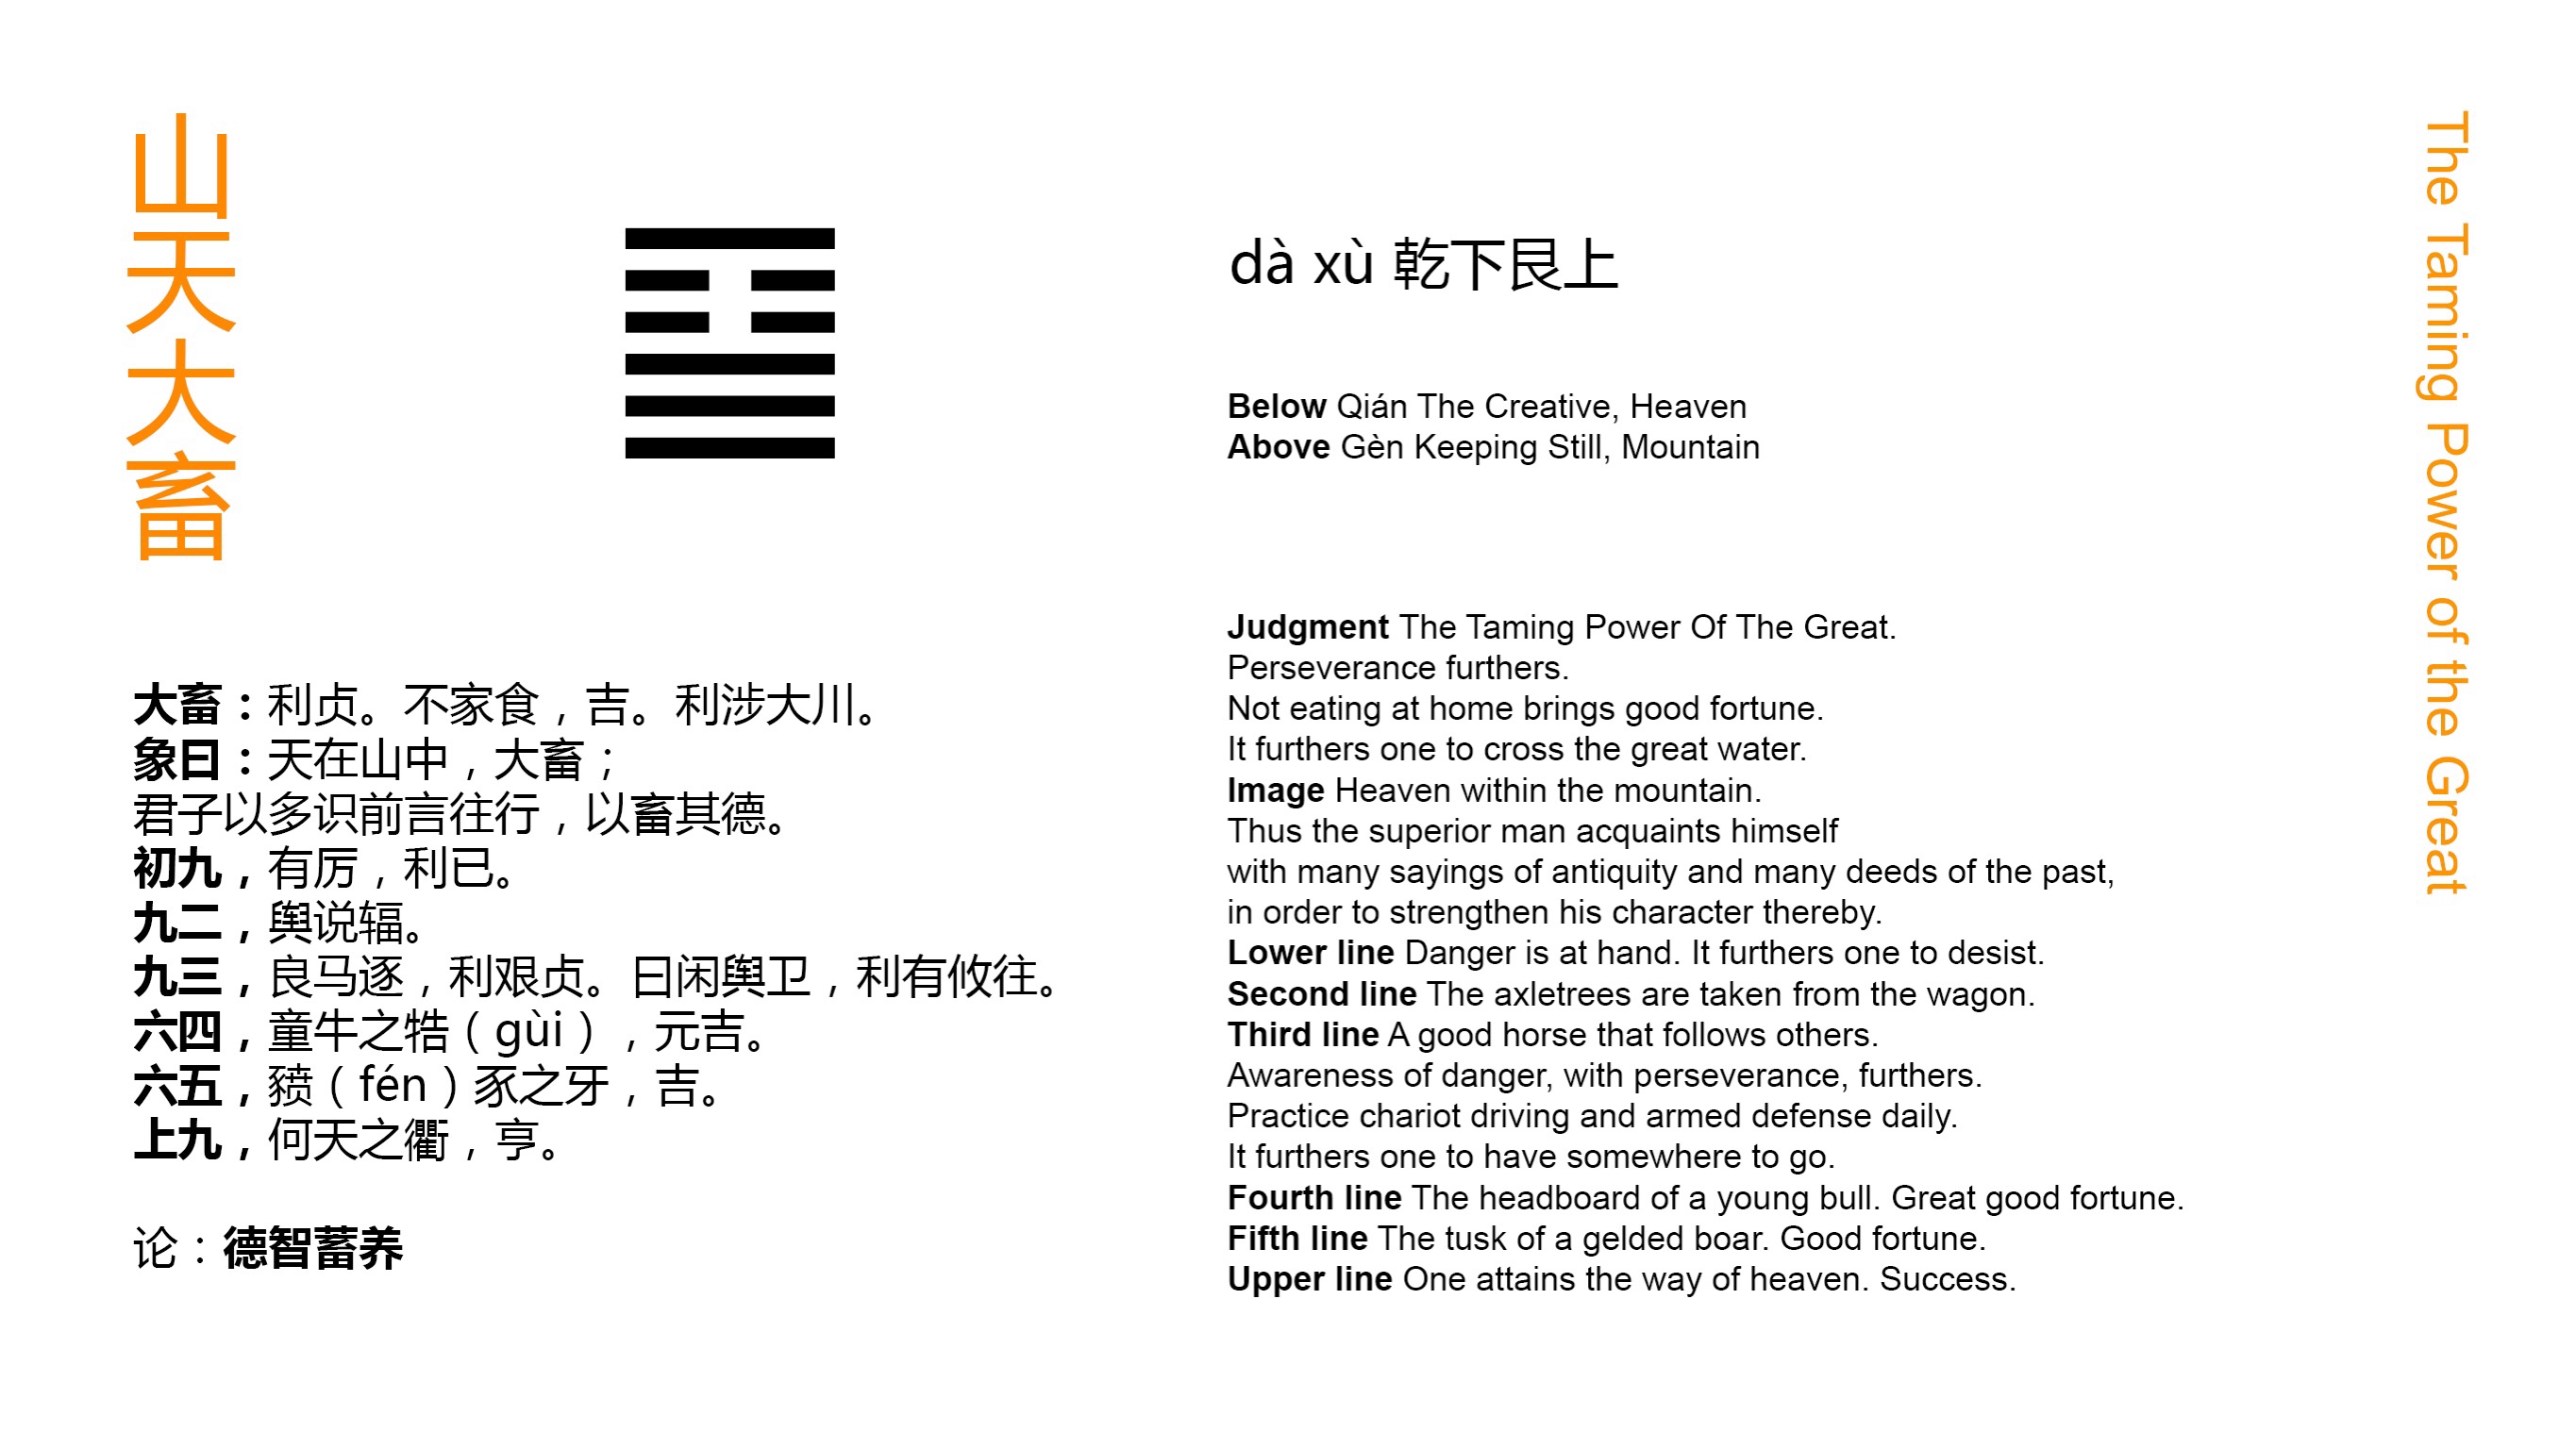 山天大畜
大畜：利贞。不家食，吉。利涉大川。
象曰：天在山中，大畜；
君子以多识前言往行，以畜其德。
初九，有厉，利已。
九二，舆说辐。
九三，良马逐，利艰贞。曰闲舆卫，利有攸往。
六四，童牛之牿（gùi），元吉。
六五，豮（fén）豕之牙，吉。
上九，何天之衢，亨。
论：德智蓄养
dà xù 乾下艮上
Below Qián The Creative, Heaven
Above Gèn Keeping Still, Mountain
Judgment The Taming Power Of The Great.
Perseverance furthers.
Not eating at home brings good fortune.
It furthers one to cross the great water.
Image Heaven within the mountain.
Thus the superior man acquaints himself
with many sayings of antiquity and many deeds of the past,
in order to strengthen his character thereby.
Lower line Danger is at hand. It furthers one to desist.
Second line The axletrees are taken from the wagon.
Third line A good horse that follows others.
Awareness of danger, with perseverance, furthers.
Practice chariot driving and armed defense daily.
It furthers one to have somewhere to go.
Fourth line The headboard of a young bull. Great good fortune.
Fifth line The tusk of a gelded boar. Good fortune.
Upper line One attains the way of heaven. Success.
The Taming Power of the Great